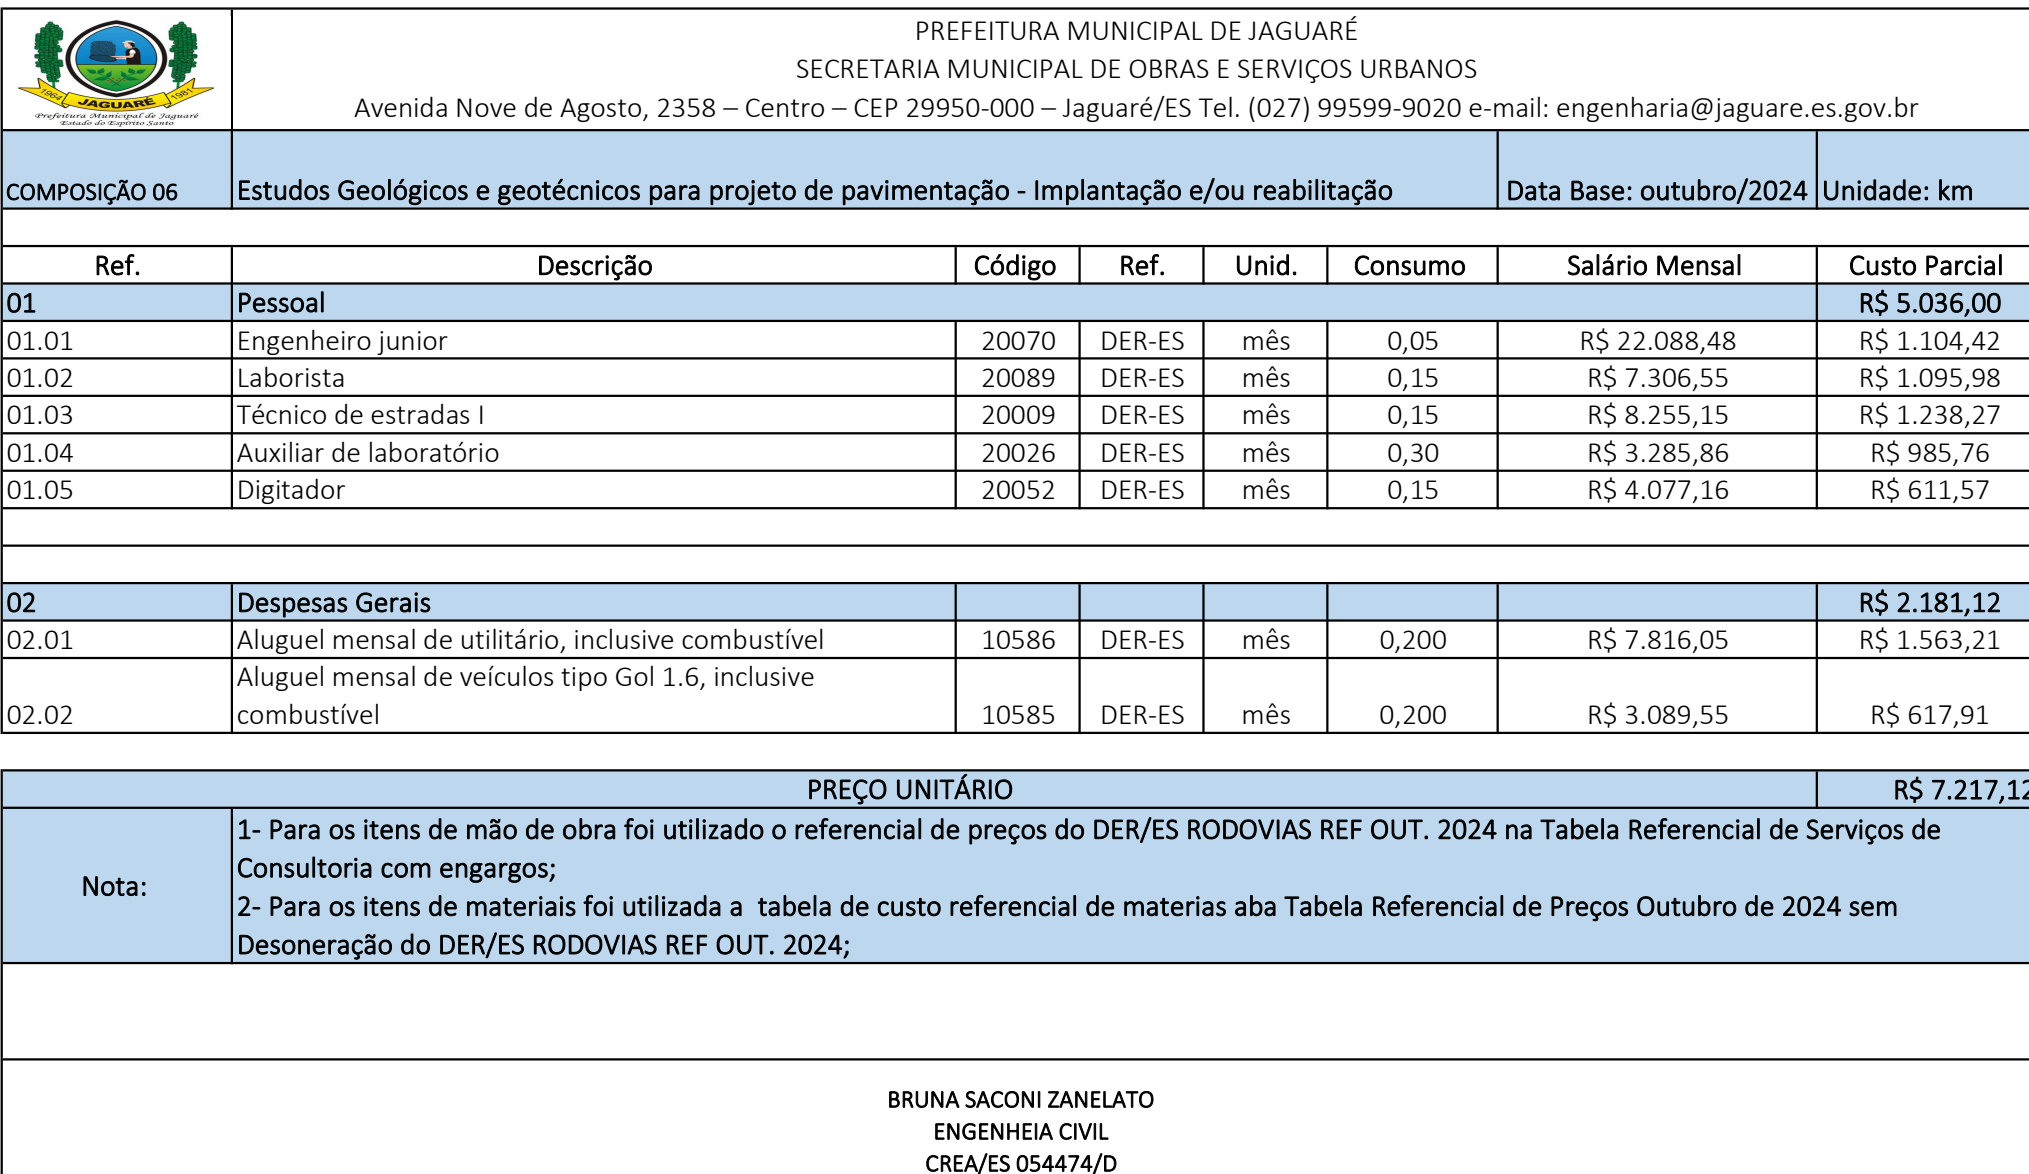 1964 JAGUARÉ 1981
Prefeitura Municipal de Jaguaré
Estado do Espírito Santo
PREFEITURA MUNICIPAL DE JAGUARÉ
SECRETARIA MUNICIPAL DE OBRAS E SERVIÇOS URBANOS
Avenida Nove de Agosto, 2358 – Centro – CEP 29950-000 – Jaguaré/ES Tel. (027) 99599-9020 e-mail: engenharia@jaguare.es.gov.br
COMPOSIÇÃO 06 Estudos Geológicos e geotécnicos para projeto de pavimentação - Implantação e/ou reabilitação Data Base: outubro/2024 Unidade: km
Ref. Descrição Código Ref. Unid. Consumo Salário Mensal Custo Parcial
01 Pessoal R$ 5.036,00
01.01 Engenheiro junior 20070 DER-ES mês 0,05 R$ 22.088,48 R$ 1.104,42
01.02 Laborista 20089 DER-ES mês 0,15 R$ 7.306,55 R$ 1.095,98
01.03 Técnico de estradas I 20009 DER-ES mês 0,15 R$ 8.255,15 R$ 1.238,27
01.04 Auxiliar de laboratório 20026 DER-ES mês 0,30 R$ 3.285,86 R$ 985,76
01.05 Digitador 20052 DER-ES mês 0,15 R$ 4.077,16 R$ 611,57
02 Despesas Gerais R$ 2.181,12
02.01 Aluguel mensal de utilitário, inclusive combustível 10586 DER-ES mês 0,200 R$ 7.816,05 R$ 1.563,21
Aluguel mensal de veículos tipo Gol 1.6, inclusive
02.02 combustível 10585 DER-ES mês 0,200 R$ 3.089,55 R$ 617,91
PREÇO UNITÁRIO R$ 7.217,12
Nota:
1- Para os itens de mão de obra foi utilizado o referencial de preços do DER/ES RODOVIAS REF OUT. 2024 na Tabela Referencial de Serviços de
Consultoria com engargos;
2- Para os itens de materiais foi utilizada a  tabela de custo referencial de materias aba Tabela Referencial de Preços Outubro de 2024 sem
Desoneração do DER/ES RODOVIAS REF OUT. 2024;
BRUNA SACONI ZANELATO
ENGENHEIA CIVIL
CREA/ES 054474/D